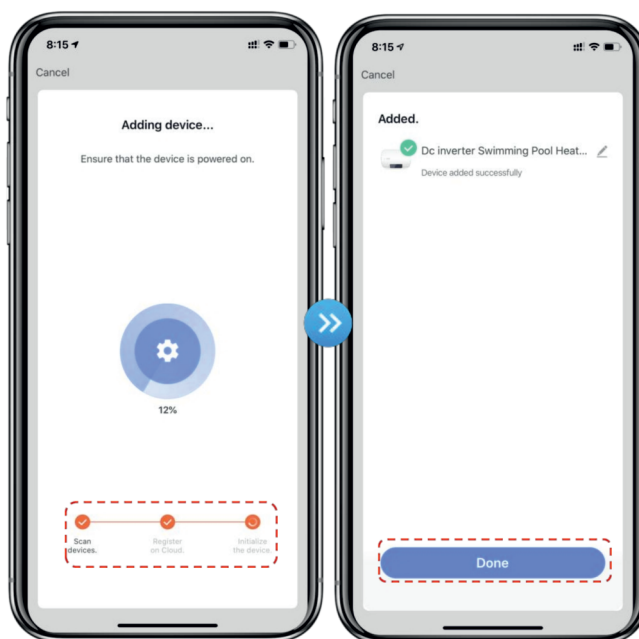 8:15
Cancel
Adding device...
Ensure that the device is powered on.
12%
Scan
devices.
Register
on Cloud.
Initialize
the device.
8:15
Cancel
Added.
Dc inverter Swimming Pool Heat...
Device added successfully
Done